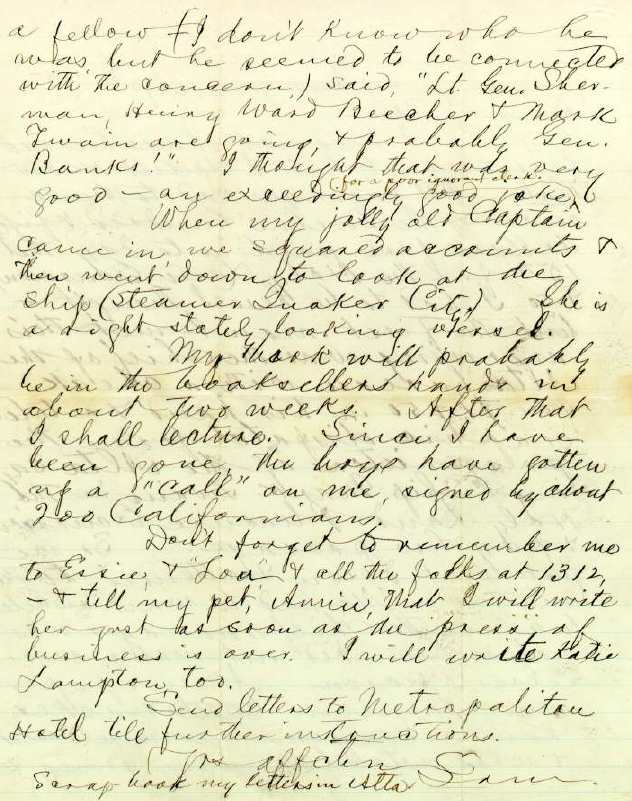 a fellow (I don't know who he
was, but he seemed to be connected
with the concern,) said, "Lt. Gen. Sher-
man, Henry Ward Beecher & Mark
Twain are going, & probably Gen.
Banks!" I thought that was very
good — an exceedingly good joke,
(for a poor ignorant clerk.
When my jolly old Captain
came in, we squared accounts &
then went down to look at the
ship (Steamer Quaker City.) She is
a right stately looking vessel.
My book will probably
be in the booksellers hands in
about two weeks. After that
I shall lecture. Since I have
been gone, the boys have gotten
up a "call" on me, signed by about
200 Californians.
Don't forget to remember me
to Essie, & "Lou" & all the folks at 1312,
— & tell my pet, Annie, that I will write
her just as soon as the press of
business is over. I will write Katie
Lampton, too.
Send letters to Metropolitan
Hotel till further instructions.
Yrs affctn
Sam.
Scrap-book my letters in Alta